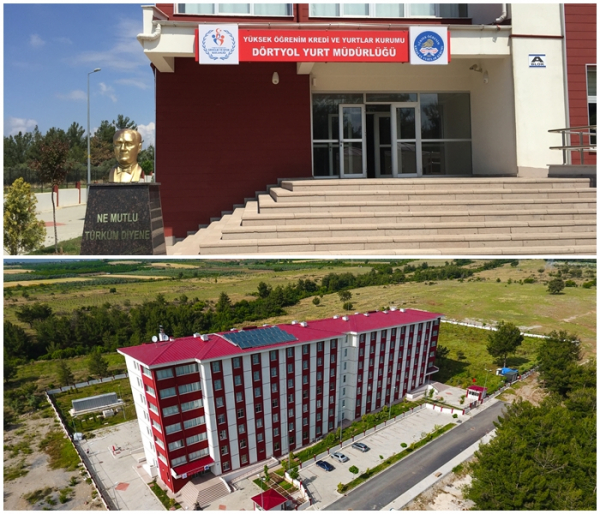 YÜKSEK ÖĞRENİM KREDİ VE YURTLAR KURUMU
DÖRTYOL YURT MÜDÜRLÜĞÜ
NE MUTLU
TÜRKÜM DİYENE